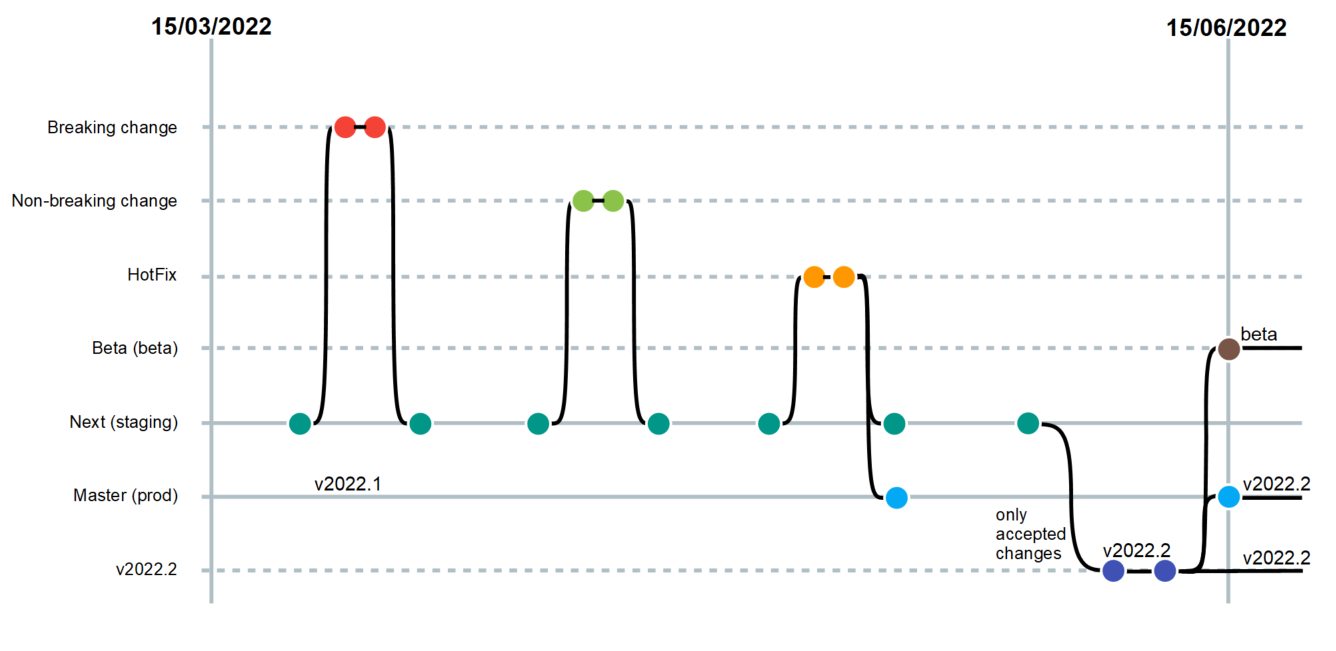 15/03/2022
15/06/2022
Breaking change
Non-breaking change
HotFix
Beta (beta)
beta
Next (staging)
Master (prod)
v2022.1
v2022.2
only
accepted
changes
v2022.2
v2022.2
v2022.2